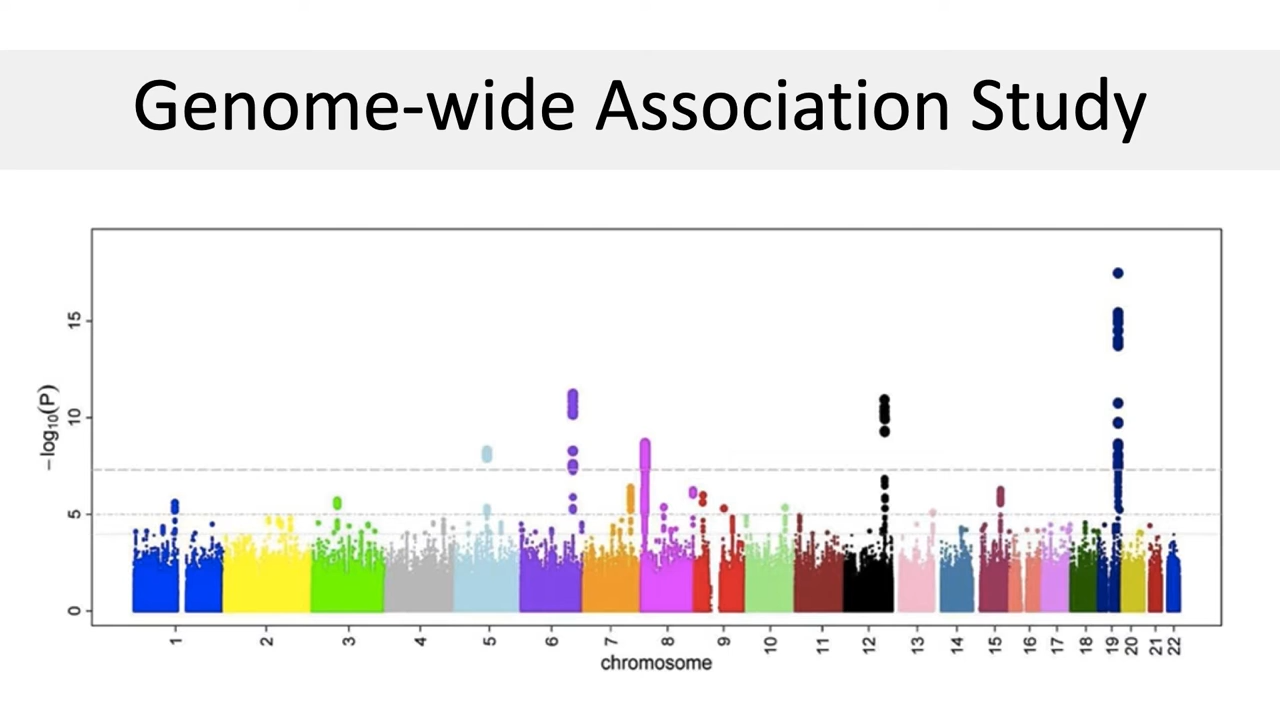 Genome-wide Association Study
−log10(P)
15
10
5
0
1 2 3 4 5 6 7 8 9 10 11 12 13 14 15 16 17 18 19 20 21 22
chromosome